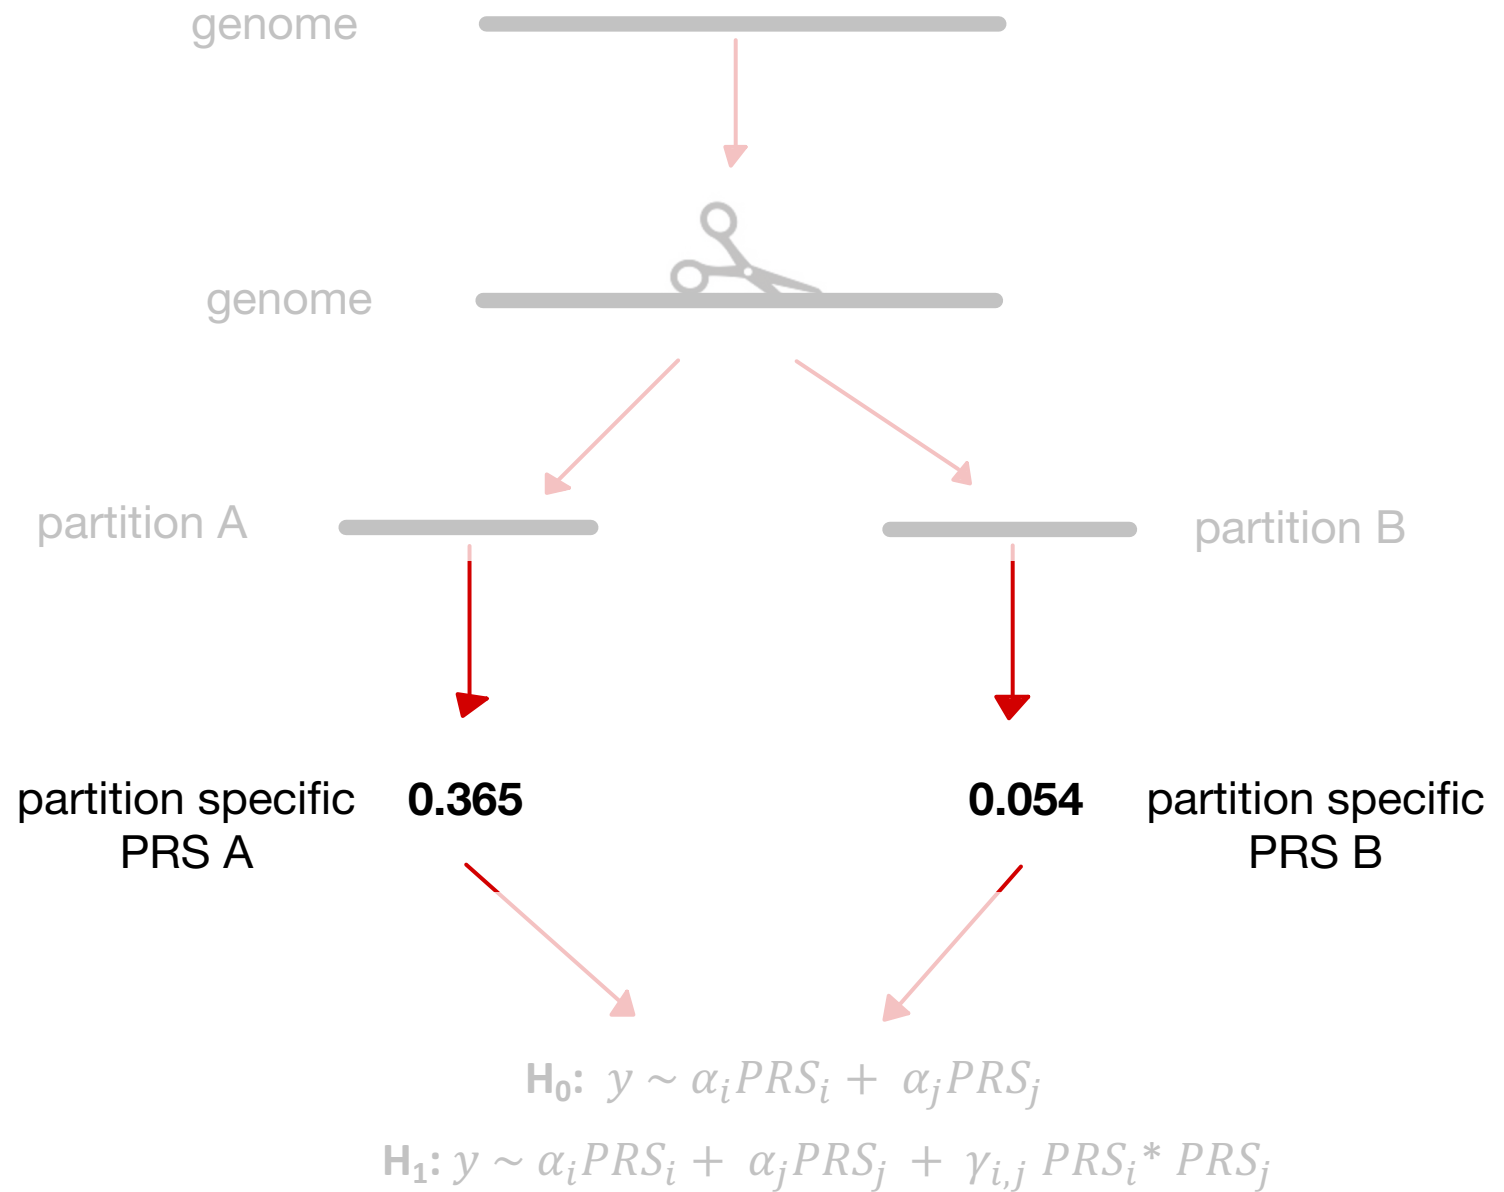 genome
genome
partition A
partition B
partition specific 0.365 0.054 partition specific
PRS A PRS B
H₀: y ~ αᵢPRSᵢ + αⱼPRSⱼ
H₁: y ~ αᵢPRSᵢ + αⱼPRSⱼ + γᵢ,ⱼ PRSᵢ* PRSⱼ